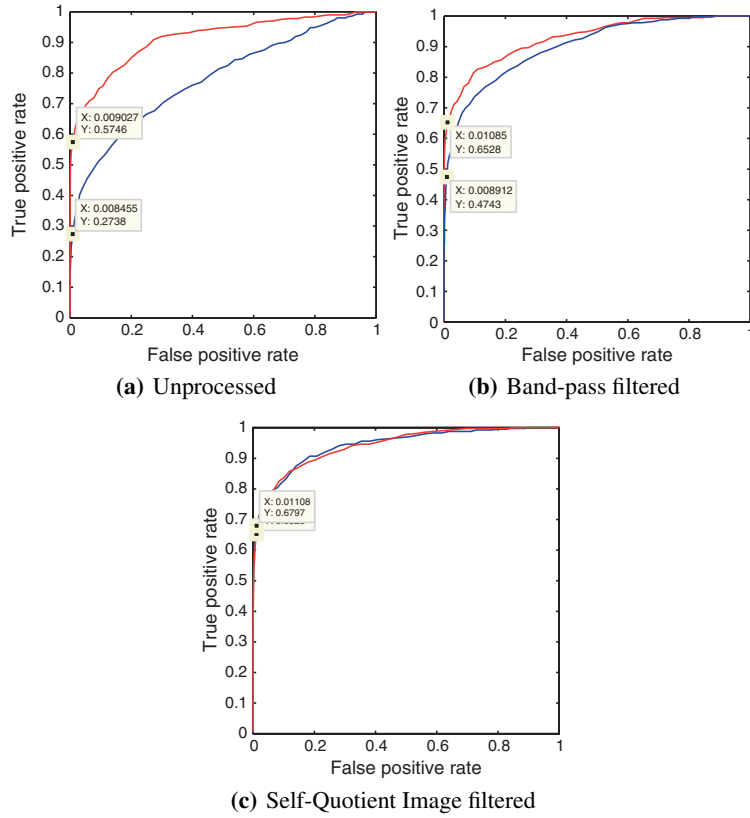 1
0.9
0.8
0.7
0.6
0.5
0.4
0.3
0.2
0.1
0
True positive rate
X: 0.009027
Y: 0.5746
X: 0.008455
Y: 0.2738
0 0.2 0.4 0.6 0.8 1
False positive rate
(a) Unprocessed
1
0.9
0.8
0.7
0.6
0.5
0.4
0.3
0.2
0.1
0
True positive rate
X: 0.01085
Y: 0.6528
X: 0.008912
Y: 0.4743
0 0.2 0.4 0.6 0.8 1
False positive rate
(b) Band-pass filtered
1
0.9
0.8
0.7
0.6
0.5
0.4
0.3
0.2
0.1
0
True positive rate
X: 0.01108
Y: 0.6797
0 0.2 0.4 0.6 0.8 1
False positive rate
(c) Self-Quotient Image filtered